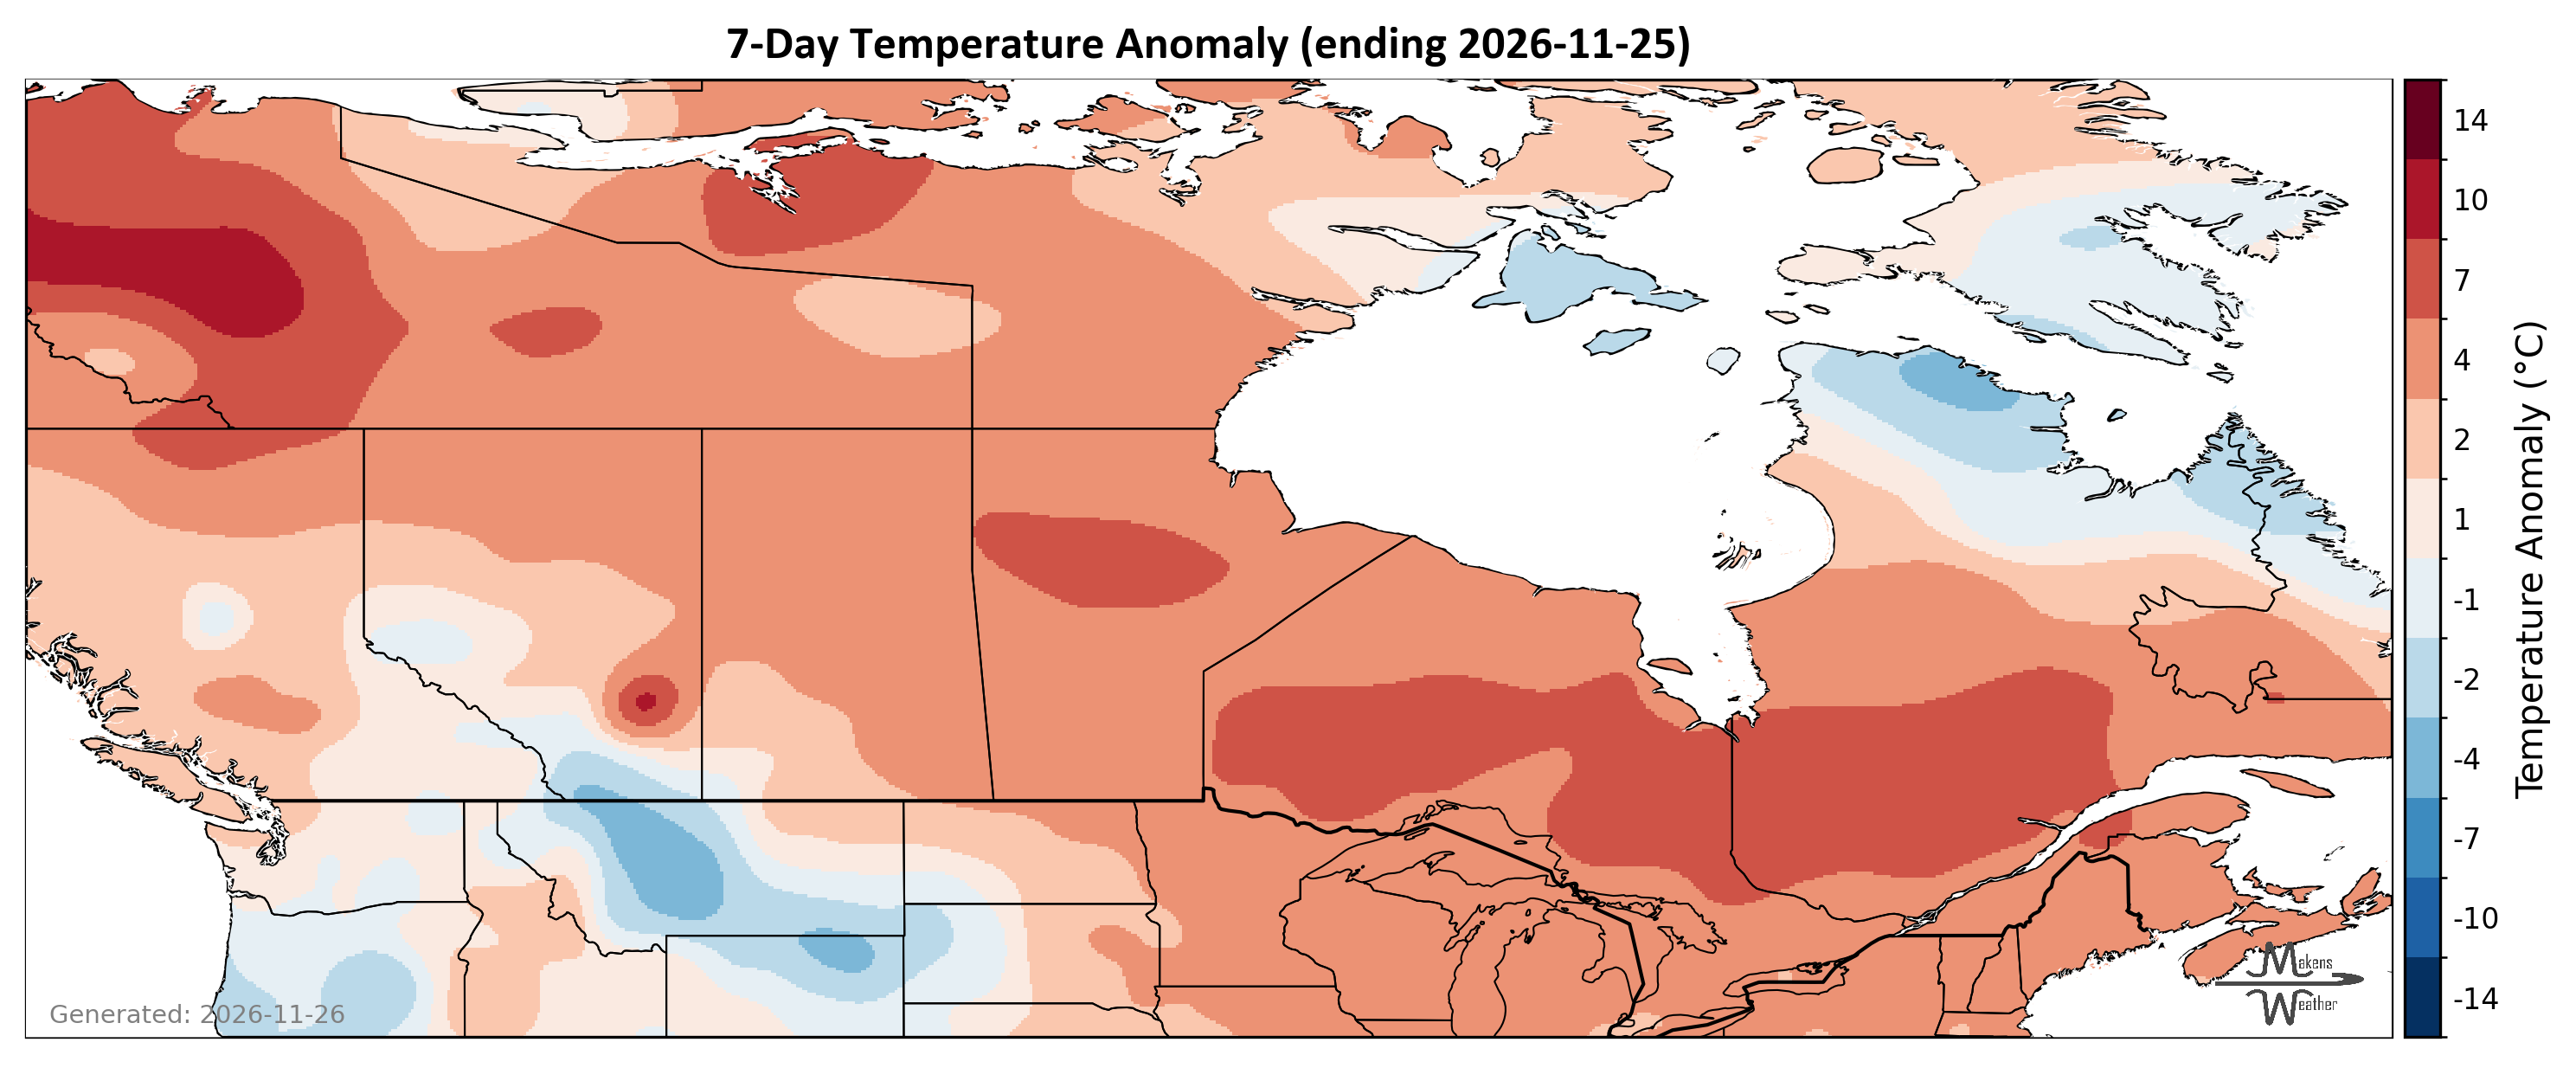 7-Day Temperature Anomaly (ending 2026-11-25)
14
10
7
4
2
1
-1
-2
-4
-7
-10
-14
Temperature Anomaly (°C)
Makens
Weather
Generated: 2026-11-26